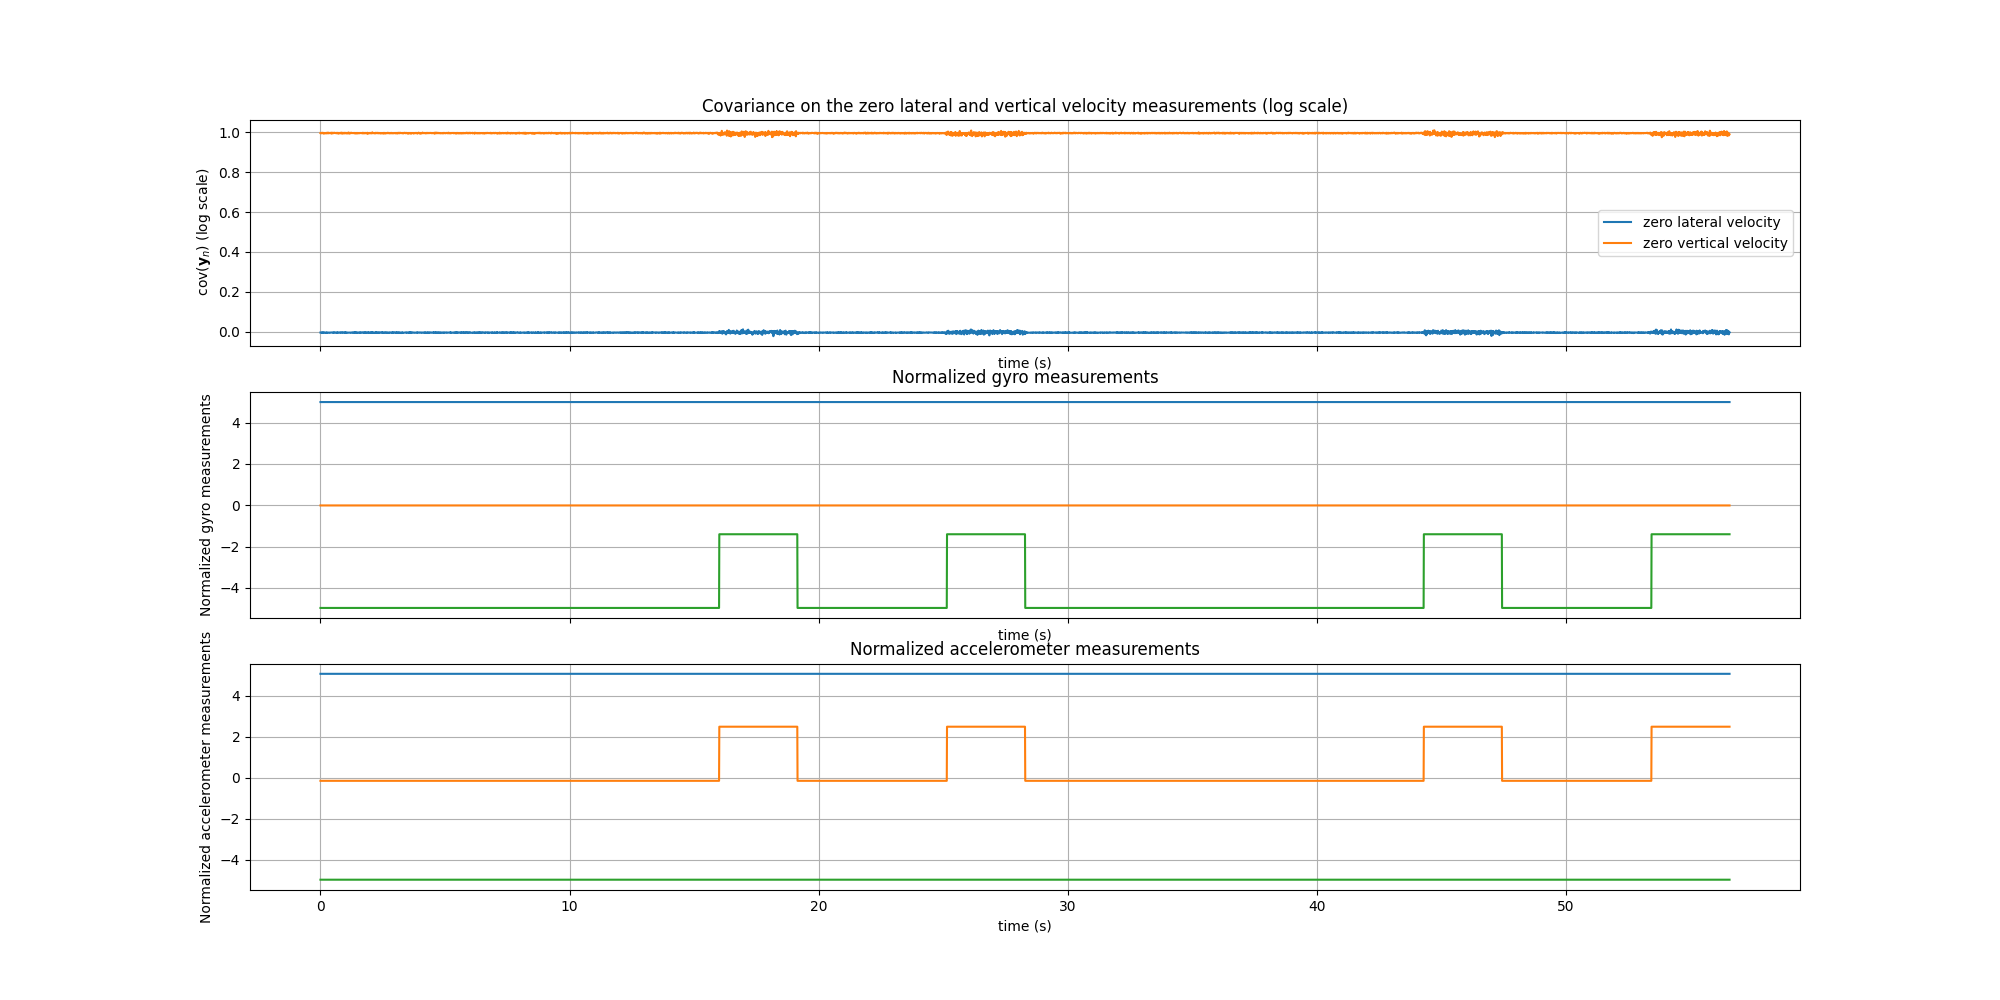 Covariance on the zero lateral and vertical velocity measurements (log scale)
cov(𝐲ₙ) (log scale)
1.0
0.8
0.6
0.4
0.2
0.0
zero lateral velocity
zero vertical velocity
time (s)
Normalized gyro measurements
Normalized gyro measurements
4
2
0
−2
−4
time (s)
Normalized accelerometer measurements
Normalized accelerometer measurements
4
2
0
−2
−4
0 10 20 30 40 50
time (s)